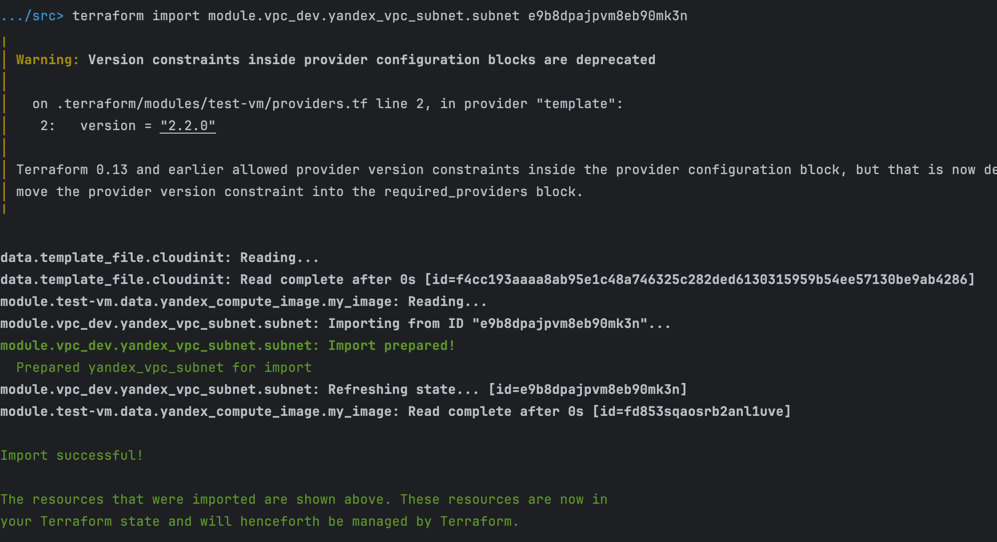 .../src> terraform import module.vpc_dev.yandex_vpc_subnet.subnet e9b8dpajpvm8eb90mk3n
Warning: Version constraints inside provider configuration blocks are deprecated
on .terraform/modules/test-vm/providers.tf line 2, in provider "template":
2:   version = "2.2.0"
Terraform 0.13 and earlier allowed provider version constraints inside the provider configuration block, but that is now de
move the provider version constraint into the required_providers block.
data.template_file.cloudinit: Reading...
data.template_file.cloudinit: Read complete after 0s [id=f4cc193aaaa8ab95e1c48a746325c282ded6130315959b54ee57130be9ab4286]
module.test-vm.data.yandex_compute_image.my_image: Reading...
module.vpc_dev.yandex_vpc_subnet.subnet: Importing from ID "e9b8dpajpvm8eb90mk3n"...
module.vpc_dev.yandex_vpc_subnet.subnet: Import prepared!
Prepared yandex_vpc_subnet for import
module.vpc_dev.yandex_vpc_subnet.subnet: Refreshing state... [id=e9b8dpajpvm8eb90mk3n]
module.test-vm.data.yandex_compute_image.my_image: Read complete after 0s [id=fd853sqaosrb2anl1uve]
Import successful!
The resources that were imported are shown above. These resources are now in
your Terraform state and will henceforth be managed by Terraform.